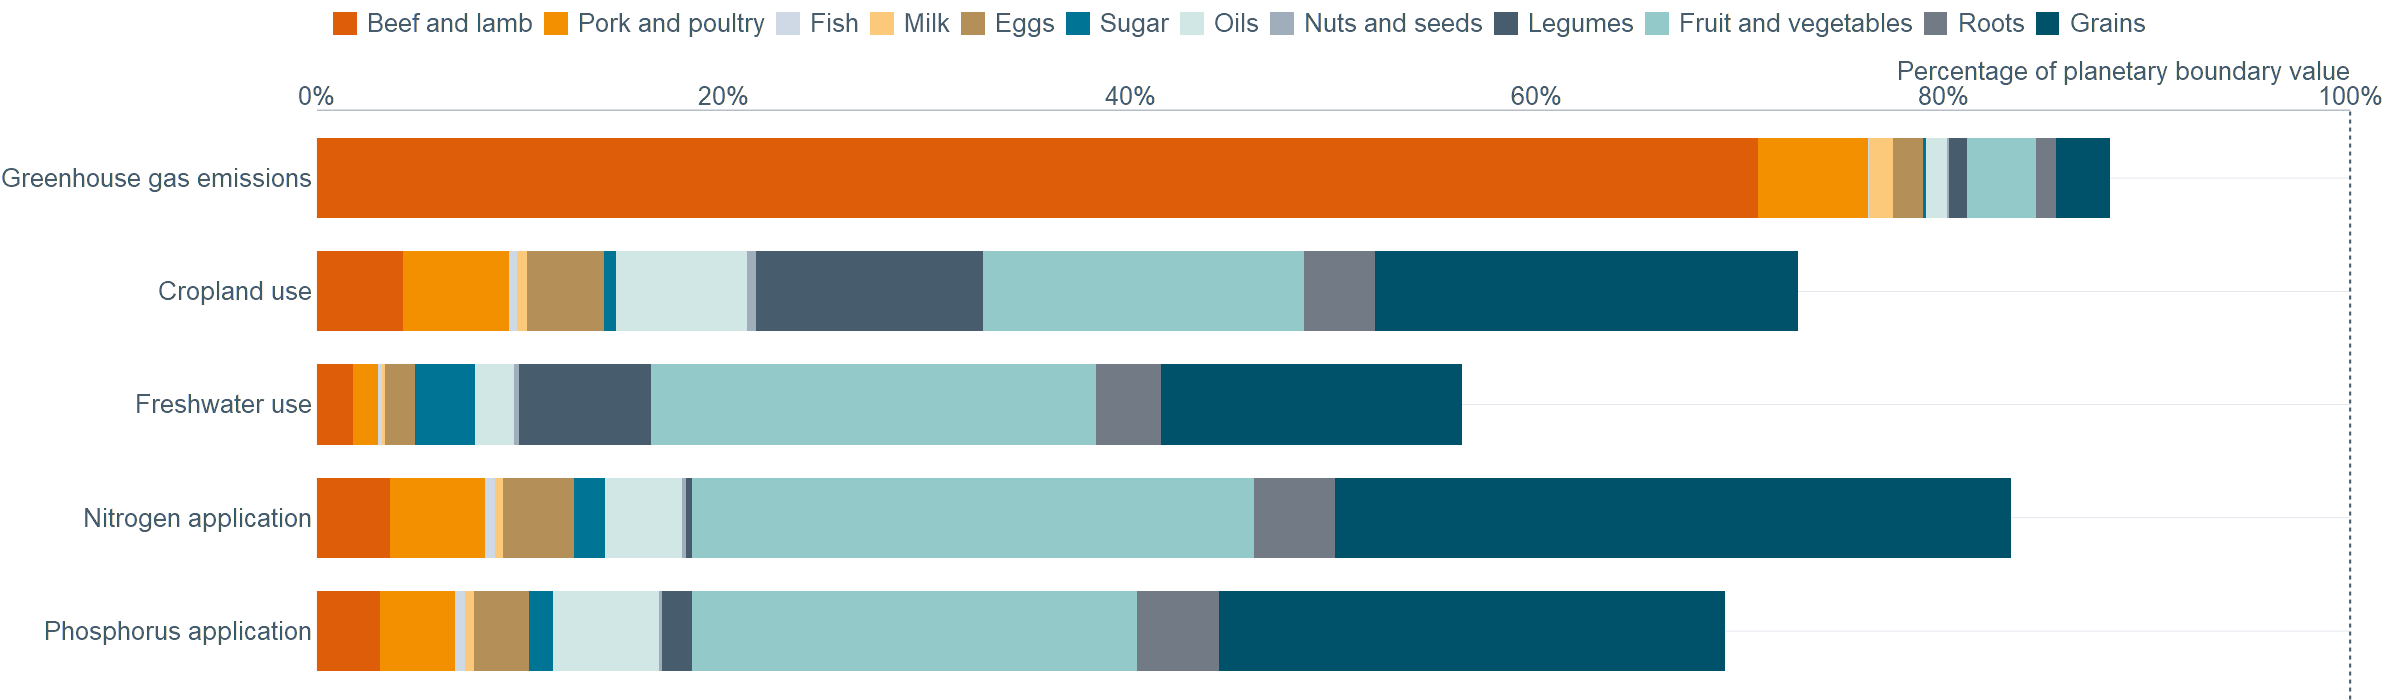 Beef and lamb Pork and poultry Fish Milk Eggs Sugar Oils Nuts and seeds Legumes Fruit and vegetables Roots Grains
Percentage of planetary boundary value
0% 20% 40% 60% 80% 100%
Greenhouse gas emissions
Cropland use
Freshwater use
Nitrogen application
Phosphorus application